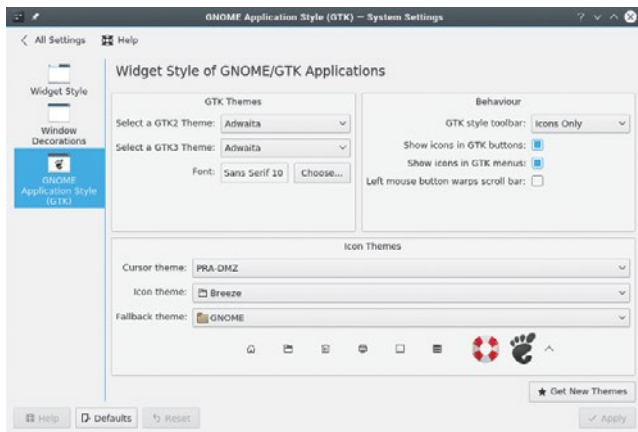 GNOME Application Style (GTK) — System Settings
All Settings Help
Widget Style
Window
Decorations
GNOME
Application Style
(GTK)
Widget Style of GNOME/GTK Applications
GTK Themes
Select a GTK2 Theme: Adwaita
Select a GTK3 Theme: Adwaita
Font: Sans Serif 10 Choose...
Behaviour
GTK style toolbar: Icons Only
Show icons in GTK buttons:
Show icons in GTK menus:
Left mouse button warps scroll bar:
Icon Themes
Cursor theme: PRA-DMZ
Icon theme: Breeze
Fallback theme: GNOME
Get New Themes
Help Defaults Reset Apply